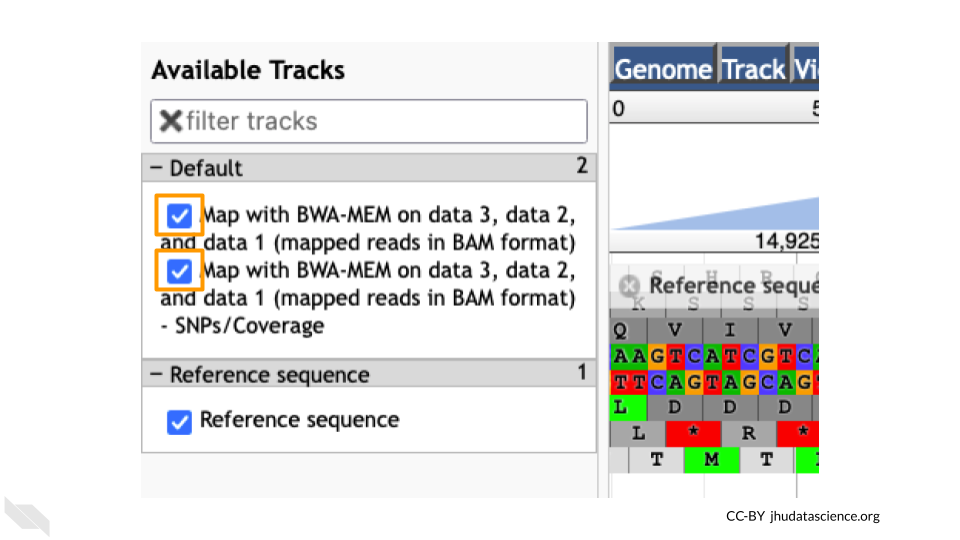 Available Tracks
filter tracks
− Default 2
Map with BWA-MEM on data 3, data 2,
and data 1 (mapped reads in BAM format)
Map with BWA-MEM on data 3, data 2,
and data 1 (mapped reads in BAM format)
- SNPs/Coverage
− Reference sequence 1
Reference sequence
Genome Track
0
14,925
Reference
K S S S
Q V I V
AAGTCATCGTC
TTCAGTAGCAG
L D D D
L * R *
T M T
CC-BY jhudatascience.org